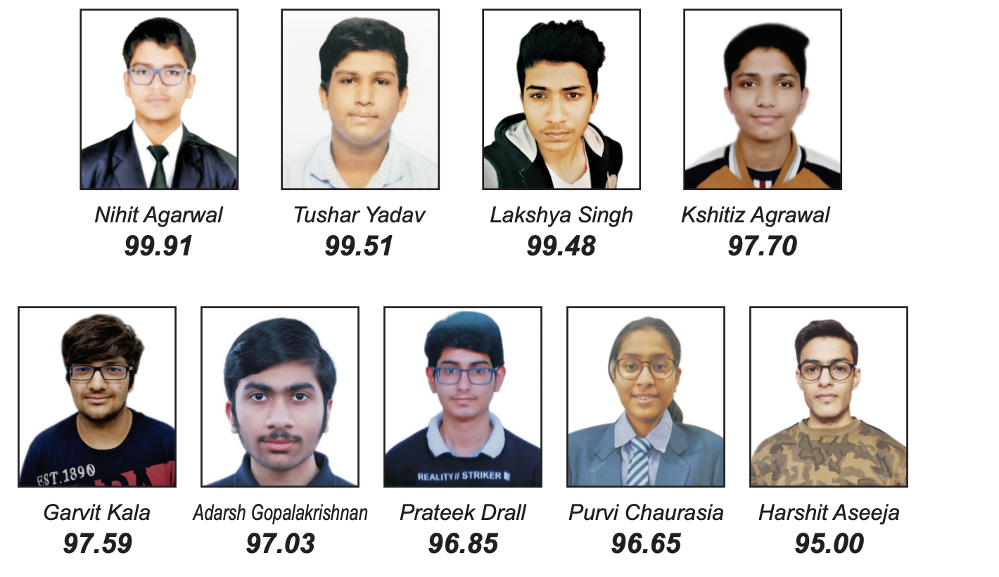 Nihit Agarwal
99.91
Tushar Yadav
99.51
Lakshya Singh
99.48
Kshitiz Agrawal
97.70
EST.1890
REALITY // STRIKER
Garvit Kala
97.59
Adarsh Gopalakrishnan
97.03
Prateek Drall
96.85
Purvi Chaurasia
96.65
Harshit Aseeja
95.00